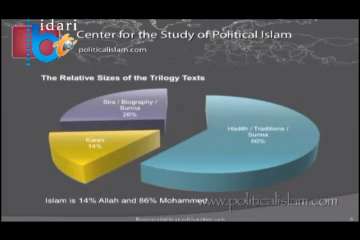 idari
Center for the Study of Political Islam
politicalislam.com
The Relative Sizes of the Trilogy Texts
Sira / Biography /
Sunna
26%
Hadith / Traditions /
Sunna
60%
Koran
14%
Islam is 14% Allah and 86% Mohammed
www.politicalislam.com